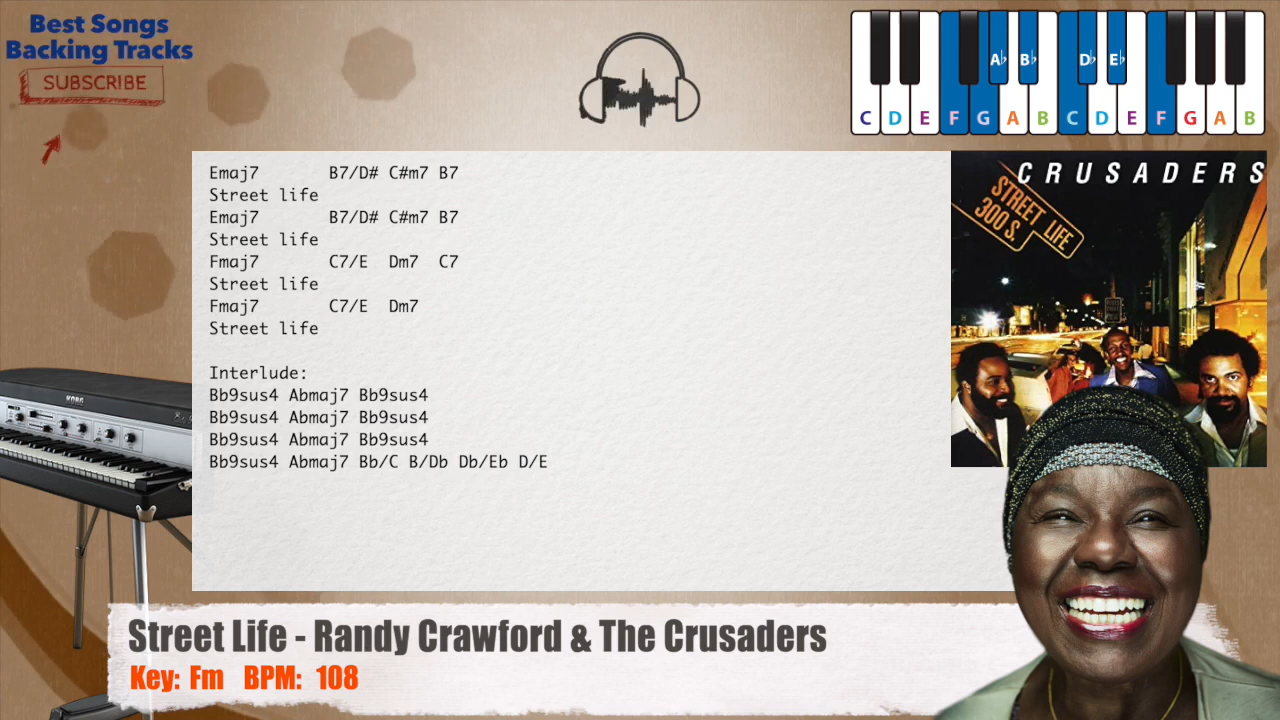 Best Songs
Backing Tracks
SUBSCRIBE
A♭ B♭ D♭ E♭
C D E F G A B C D E F G A B
Emaj7       B7/D# C#m7 B7
Street life
Emaj7       B7/D# C#m7 B7
Street life
Fmaj7       C7/E  Dm7  C7
Street life
Fmaj7       C7/E  Dm7
Street life
Interlude:
Bb9sus4 Abmaj7 Bb9sus4
Bb9sus4 Abmaj7 Bb9sus4
Bb9sus4 Abmaj7 Bb9sus4
Bb9sus4 Abmaj7 Bb/C B/Db Db/Eb D/E
CRUSADERS
STREET LIFE
300 S.
KORG
Street Life - Randy Crawford & The Crusaders
Key: Fm BPM: 108